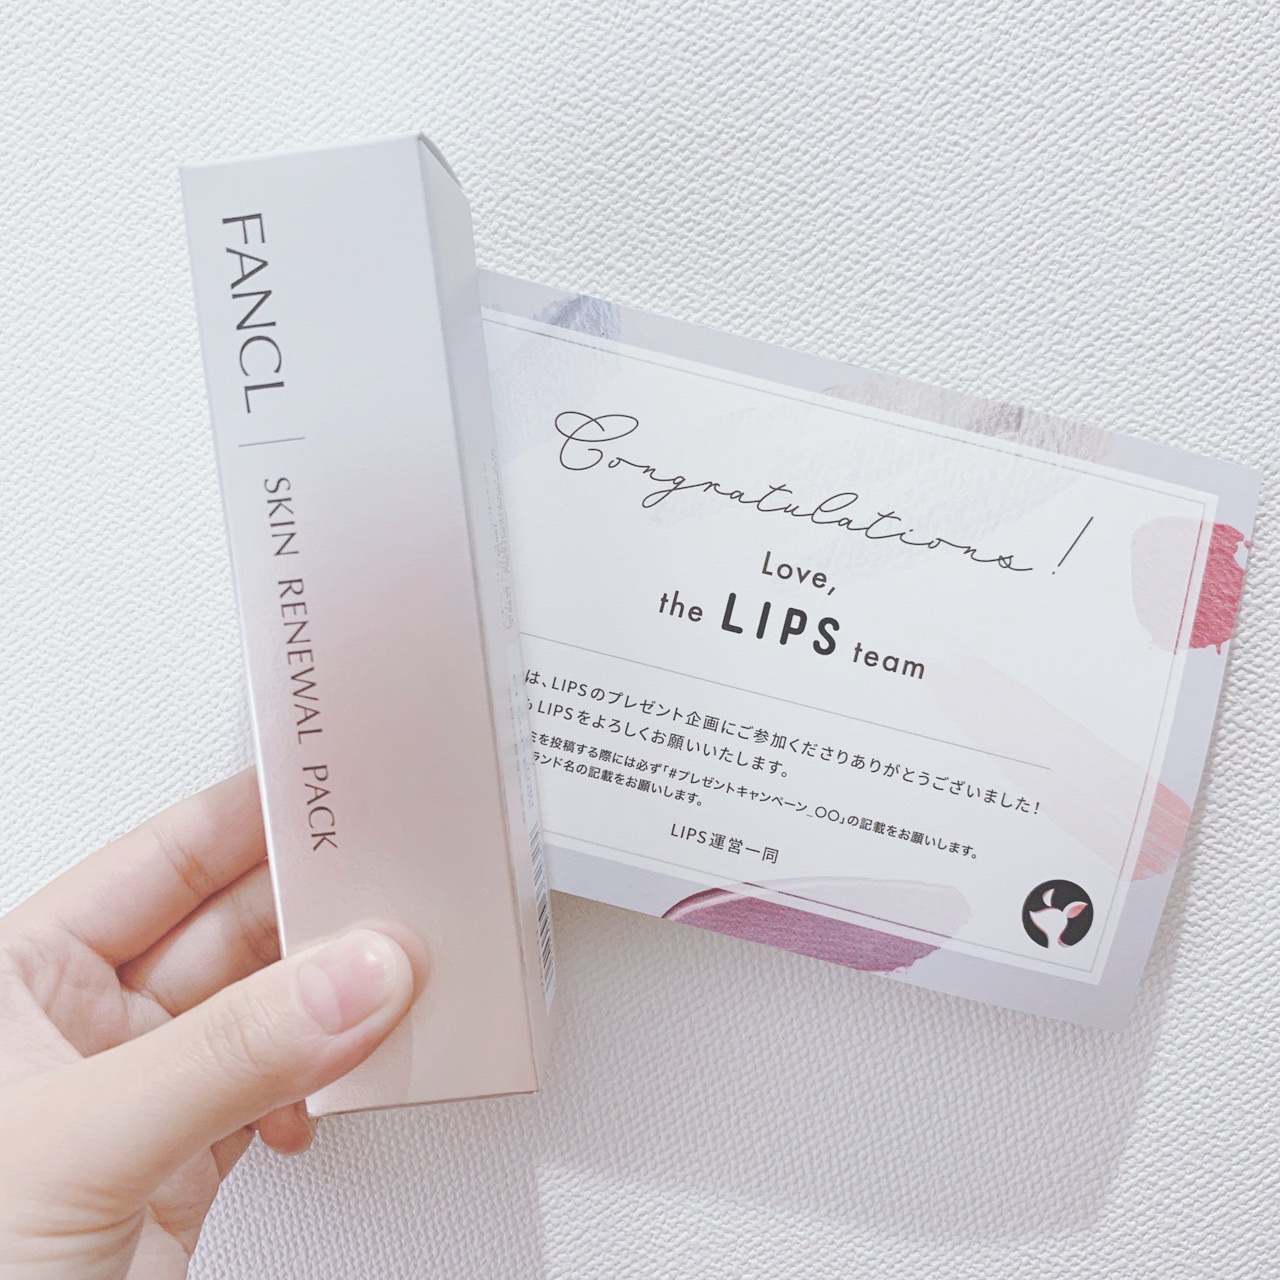 FANCL
SKIN RENEWAL PACK
Congratulations!
Love,
the LIPS team
は、LIPSのプレゼント企画にご参加くださりありがとうございました!
LIPSをよろしくお願いいたします。
ミを投稿する際には必ず「#プレゼントキャンペーン_〇〇」の記載をお願いします。
ランド名の記載をお願いします。
LIPS運営一同